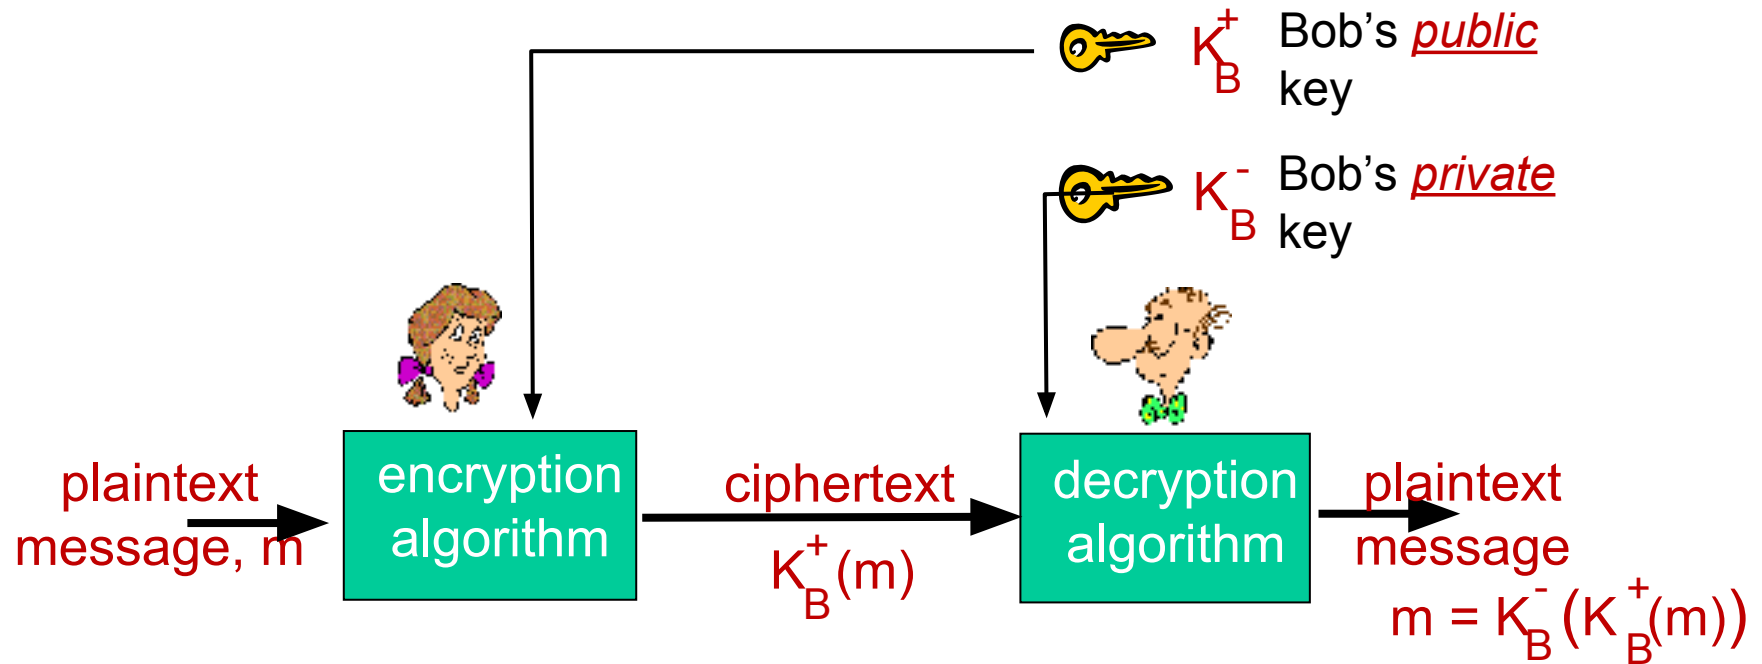 K_B^+ Bob’s public
key
K_B^- Bob’s private
key
plaintext
message, m
encryption
algorithm
ciphertext
K_B^+(m)
decryption
algorithm
plaintext
message
m = K_B^-(K_B^+(m))